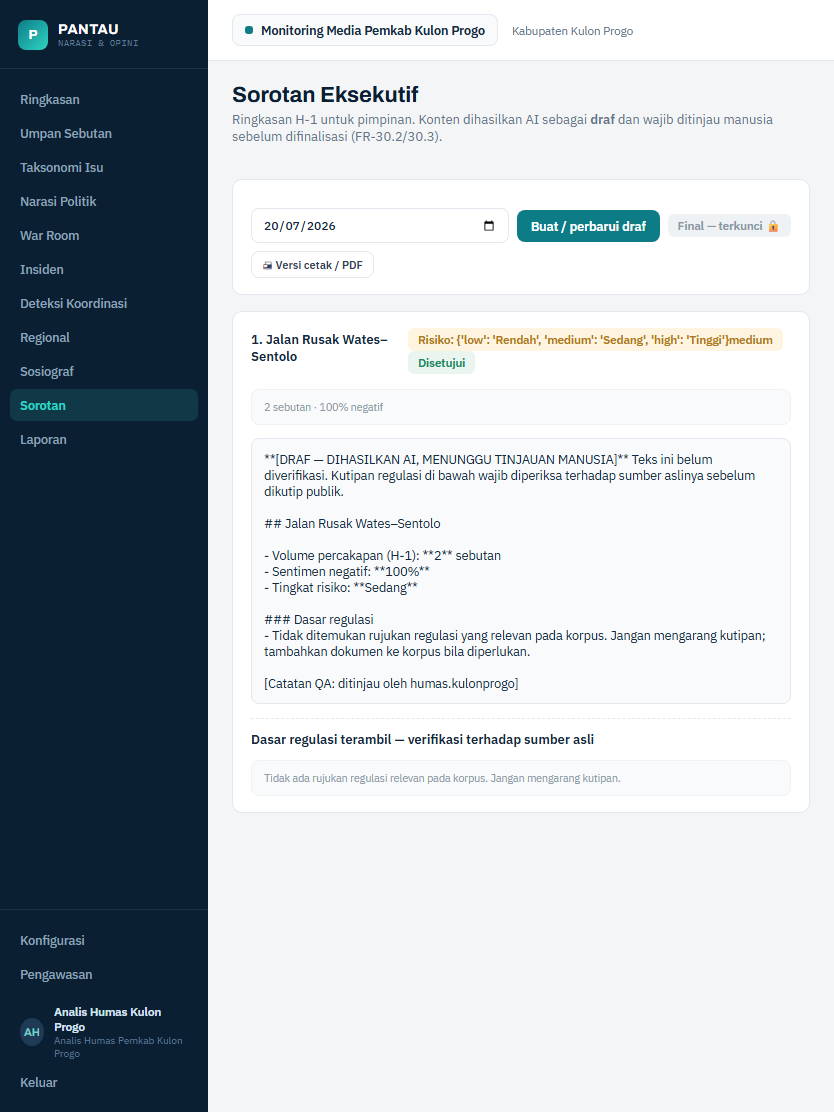 P
PANTAU
NARASI & OPINI
Ringkasan
Umpan Sebutan
Taksonomi Isu
Narasi Politik
War Room
Insiden
Deteksi Koordinasi
Regional
Sosiograf
Sorotan
Laporan
Konfigurasi
Pengawasan
AH
Analis Humas Kulon
Progo
Analis Humas Pemkab Kulon
Progo
Keluar
Monitoring Media Pemkab Kulon Progo
Kabupaten Kulon Progo
Sorotan Eksekutif
Ringkasan H-1 untuk pimpinan. Konten dihasilkan AI sebagai draf dan wajib ditinjau manusia
sebelum difinalisasi (FR-30.2/30.3).
20/07/2026
Buat / perbarui draf
Final — terkunci 🔒
🖨 Versi cetak / PDF
1. Jalan Rusak Wates–
Sentolo
Risiko: {'low': 'Rendah', 'medium': 'Sedang', 'high': 'Tinggi'}medium
Disetujui
2 sebutan · 100% negatif
**[DRAF — DIHASILKAN AI, MENUNGGU TINJAUAN MANUSIA]** Teks ini belum
diverifikasi. Kutipan regulasi di bawah wajib diperiksa terhadap sumber aslinya sebelum
dikutip publik.
## Jalan Rusak Wates–Sentolo
- Volume percakapan (H-1): **2** sebutan
- Sentimen negatif: **100%**
- Tingkat risiko: **Sedang**
### Dasar regulasi
- Tidak ditemukan rujukan regulasi yang relevan pada korpus. Jangan mengarang kutipan;
tambahkan dokumen ke korpus bila diperlukan.
[Catatan QA: ditinjau oleh humas.kulonprogo]
Dasar regulasi terambil — verifikasi terhadap sumber asli
Tidak ada rujukan regulasi relevan pada korpus. Jangan mengarang kutipan.